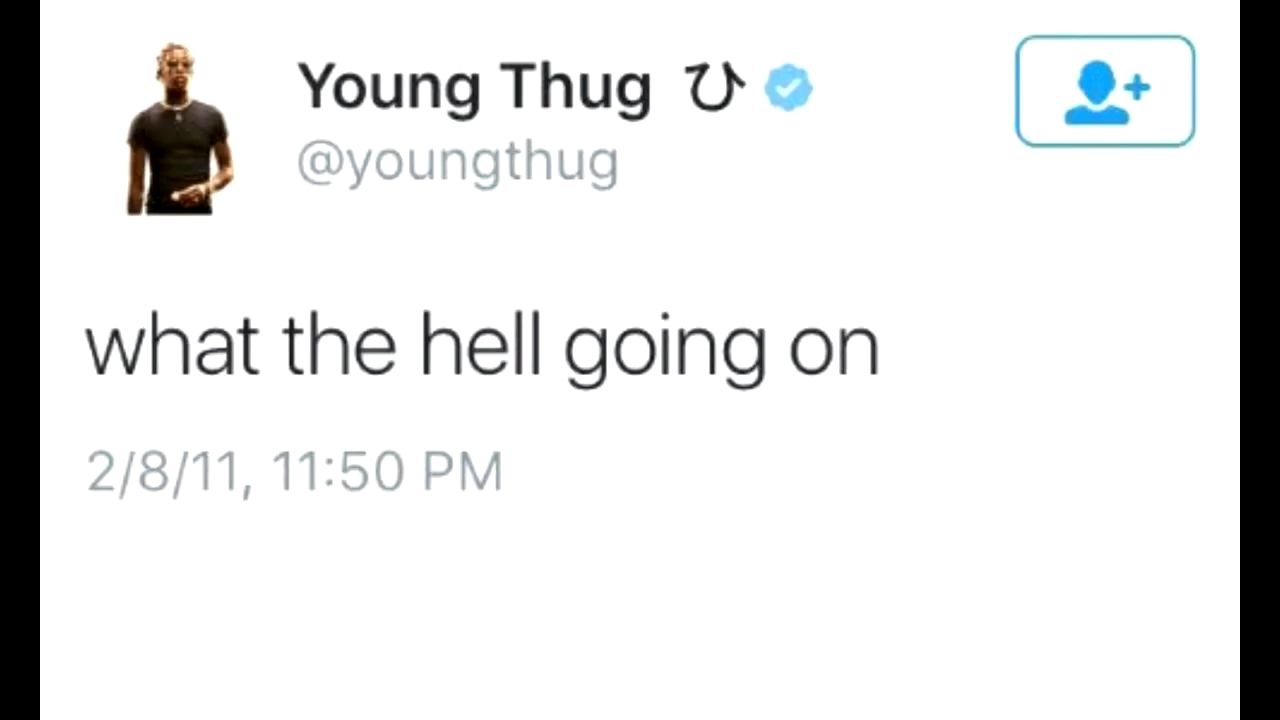 Young Thug ひ
@youngthug
what the hell going on
2/8/11, 11:50 PM